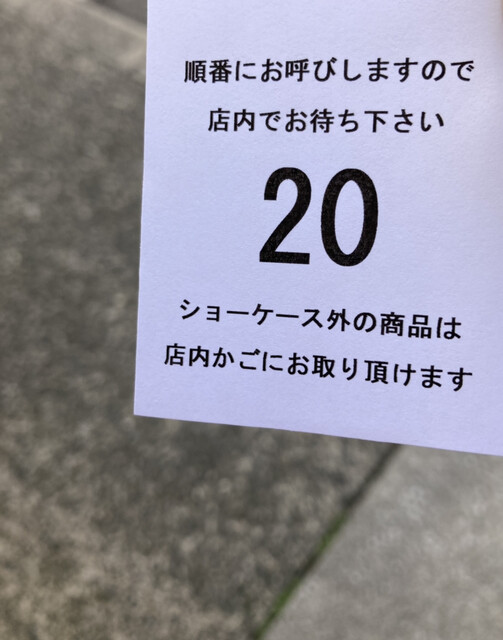 順番にお呼びしますので
店内でお待ち下さい
20
ショーケース外の商品は
店内かごにお取り頂けます